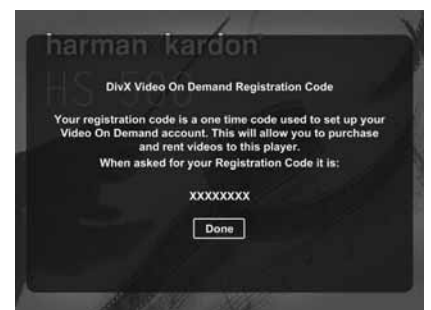 harman kardon
HS 500
DivX Video On Demand Registration Code
Your registration code is a one time code used to set up your
Video On Demand account. This will allow you to purchase
and rent videos to this player.
When asked for your Registration Code it is:
XXXXXXXX
Done